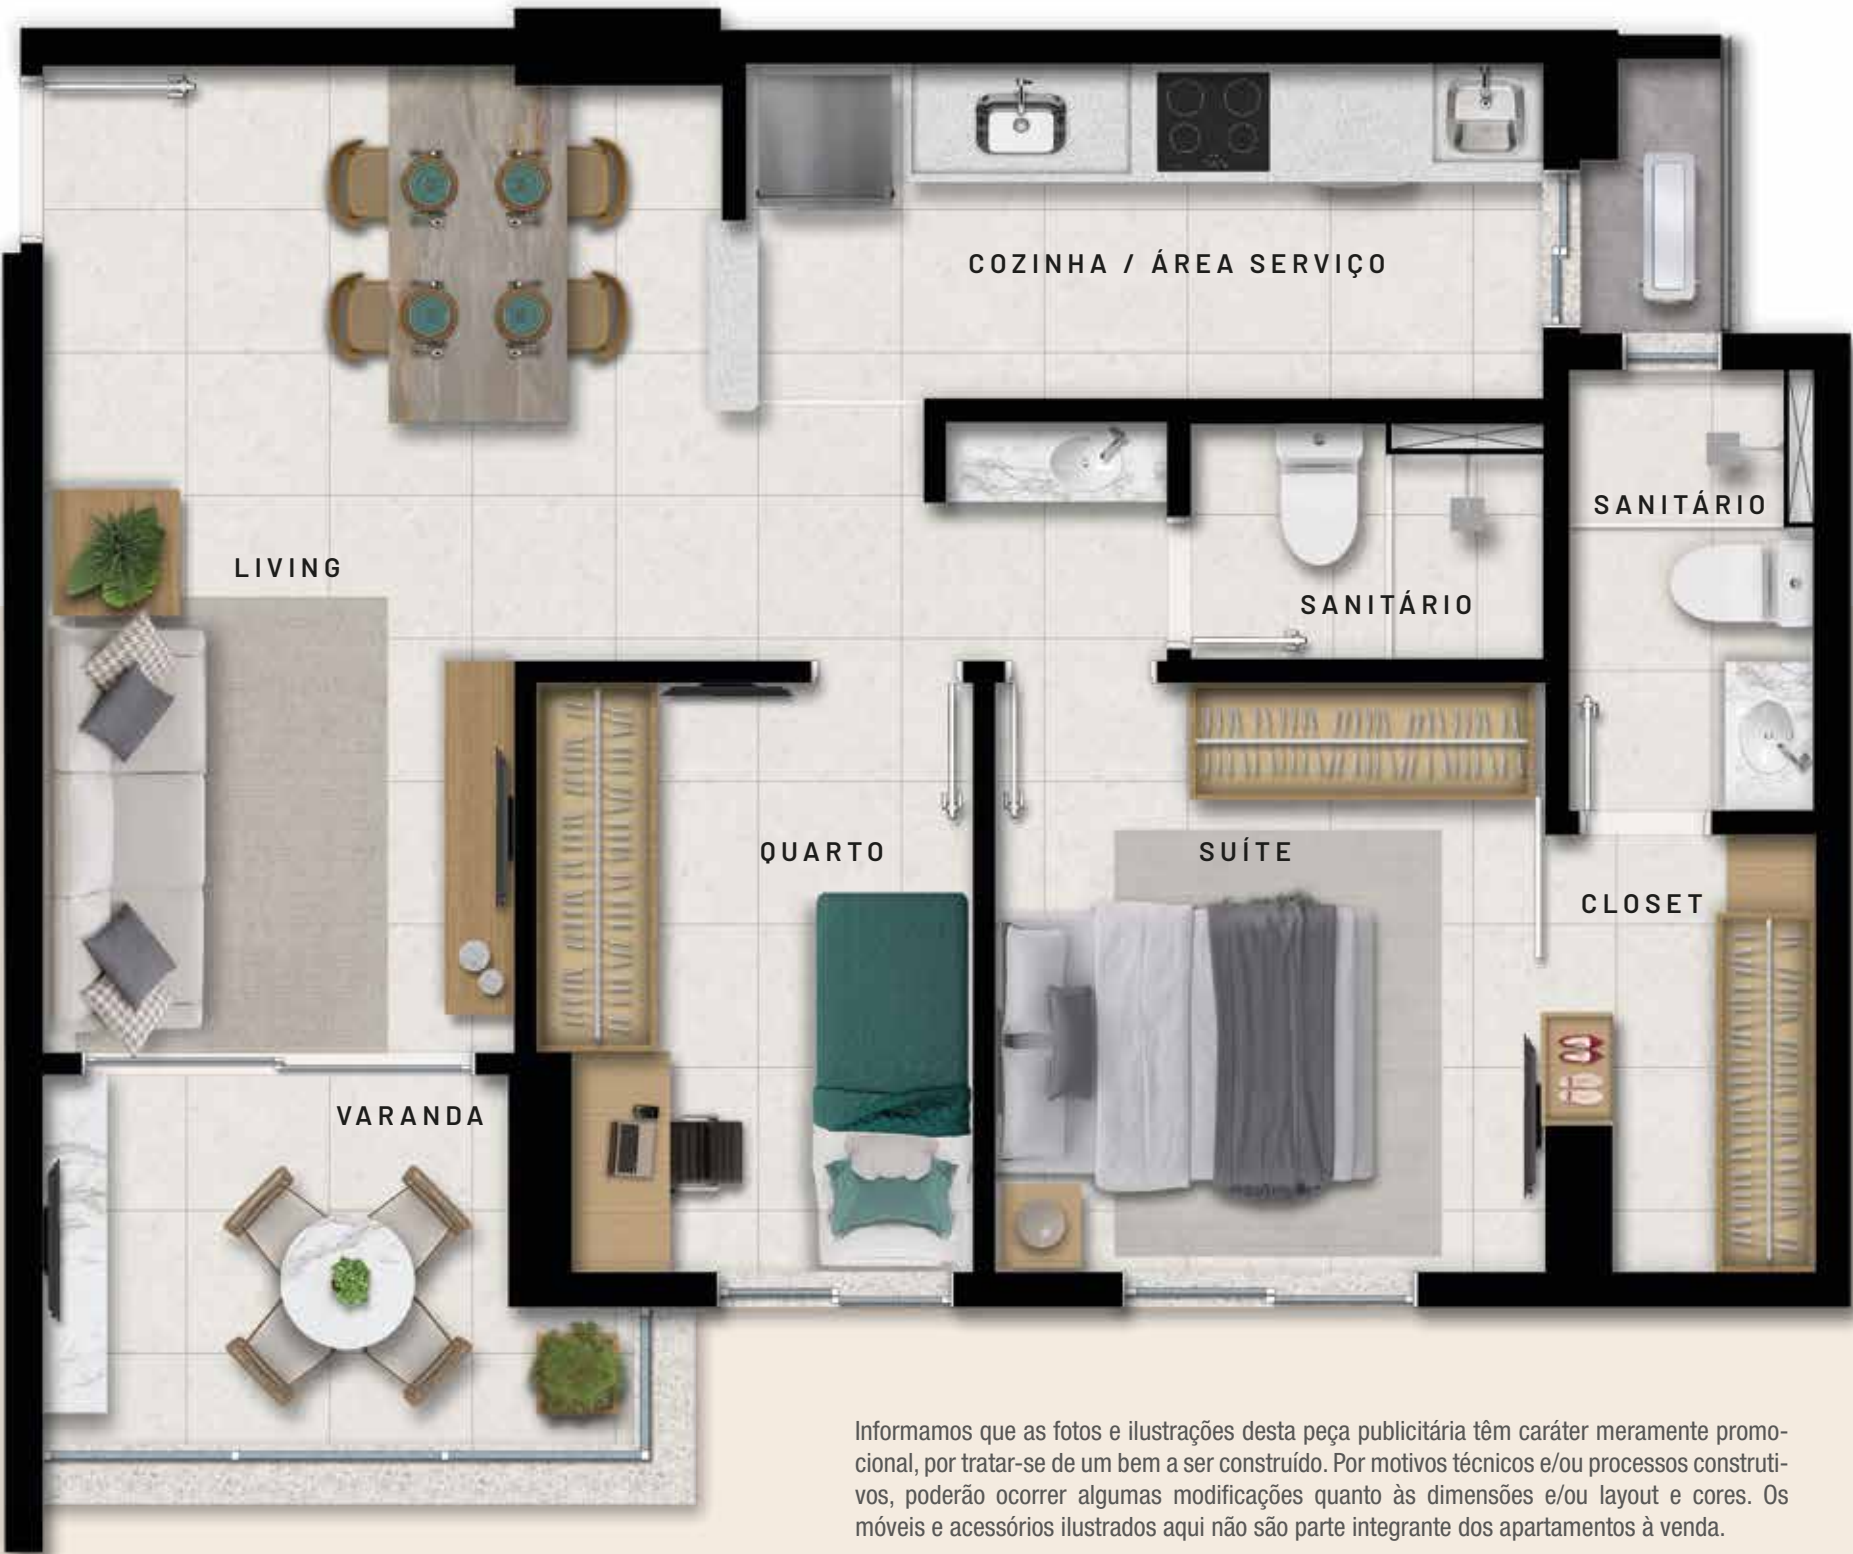 COZINHA / ÁREA SERVIÇO
SANITÁRIO
LIVING
SANITÁRIO
QUARTO
SUÍTE
CLOSET
VARANDA
Informamos que as fotos e ilustrações desta peça publicitária têm caráter meramente promo-
cional, por tratar-se de um bem a ser construído. Por motivos técnicos e/ou processos construti-
vos, poderão ocorrer algumas modificações quanto às dimensões e/ou layout e cores. Os
móveis e acessórios ilustrados aqui não são parte integrante dos apartamentos à venda.